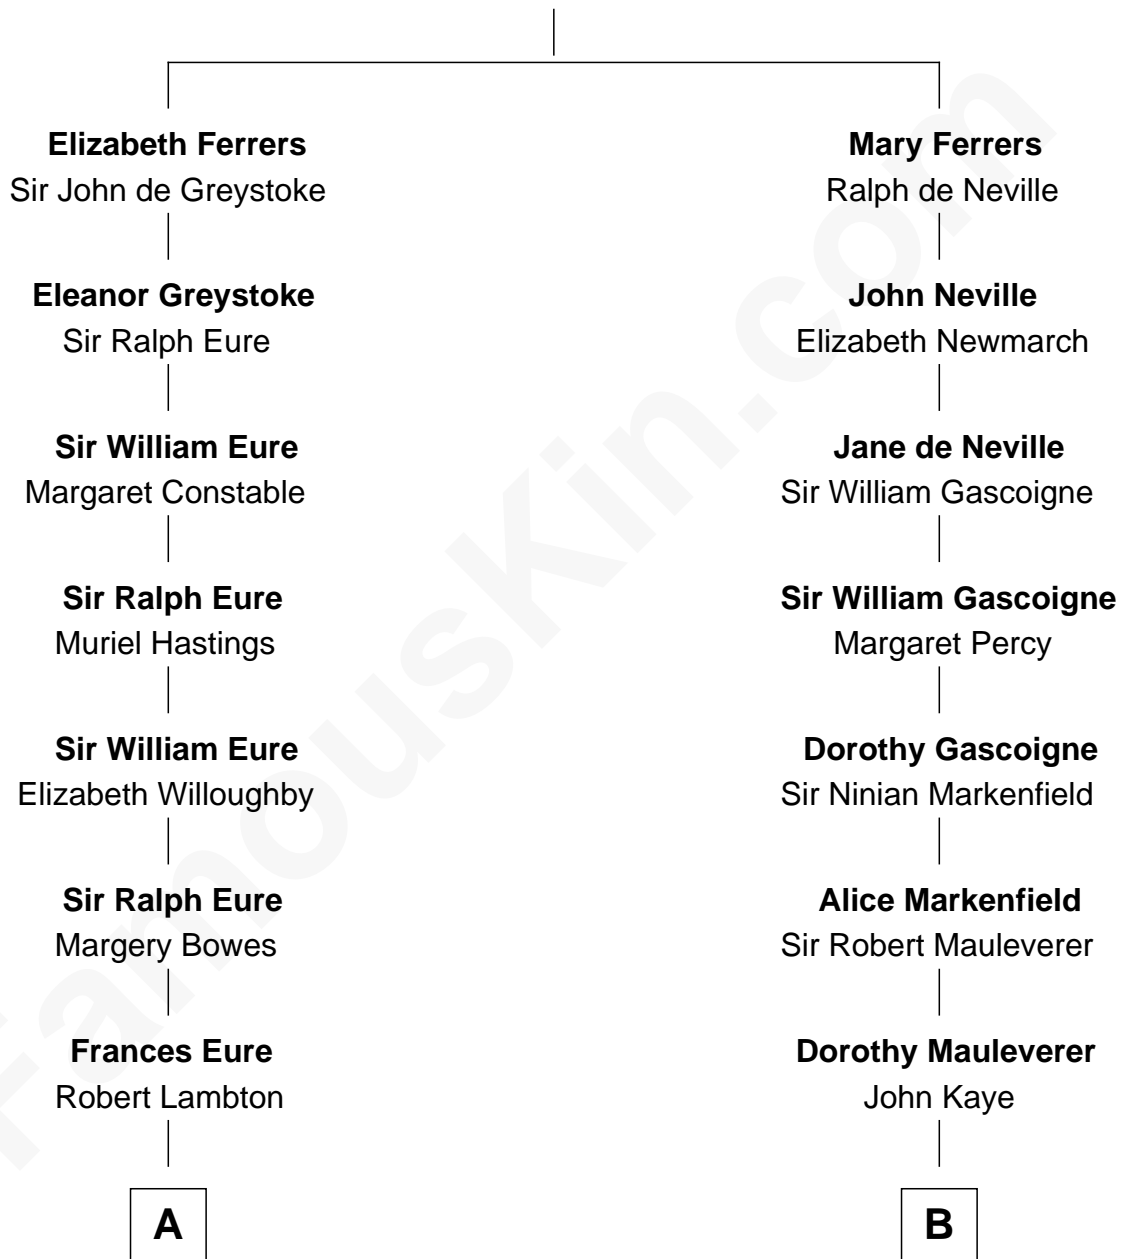 Elizabeth Ferrers
Sir John de Greystoke
Eleanor Greystoke
Sir Ralph Eure
Sir William Eure
Margaret Constable
Sir Ralph Eure
Muriel Hastings
Sir William Eure
Elizabeth Willoughby
Sir Ralph Eure
Margery Bowes
Frances Eure
Robert Lambton
A
Mary Ferrers
Ralph de Neville
John Neville
Elizabeth Newmarch
Jane de Neville
Sir William Gascoigne
Sir William Gascoigne
Margaret Percy
Dorothy Gascoigne
Sir Ninian Markenfield
Alice Markenfield
Sir Robert Mauleverer
Dorothy Mauleverer
John Kaye
B
FamousKin.com